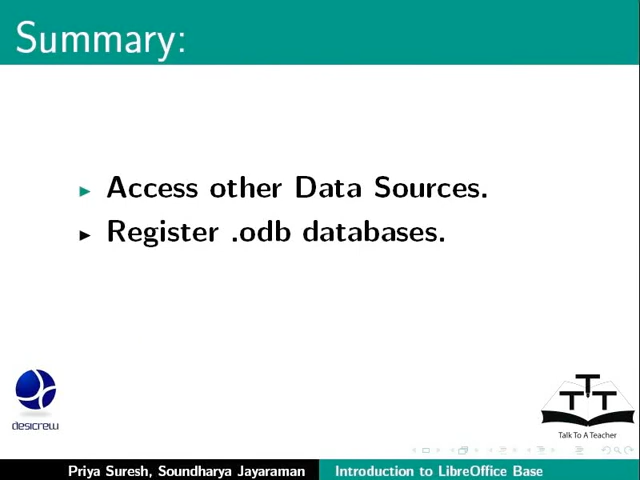 Summary:
Access other Data Sources.
Register .odb databases.
desicrew
TTT
Talk To A Teacher
Priya Suresh, Soundharya Jayaraman Introduction to LibreOffice Base